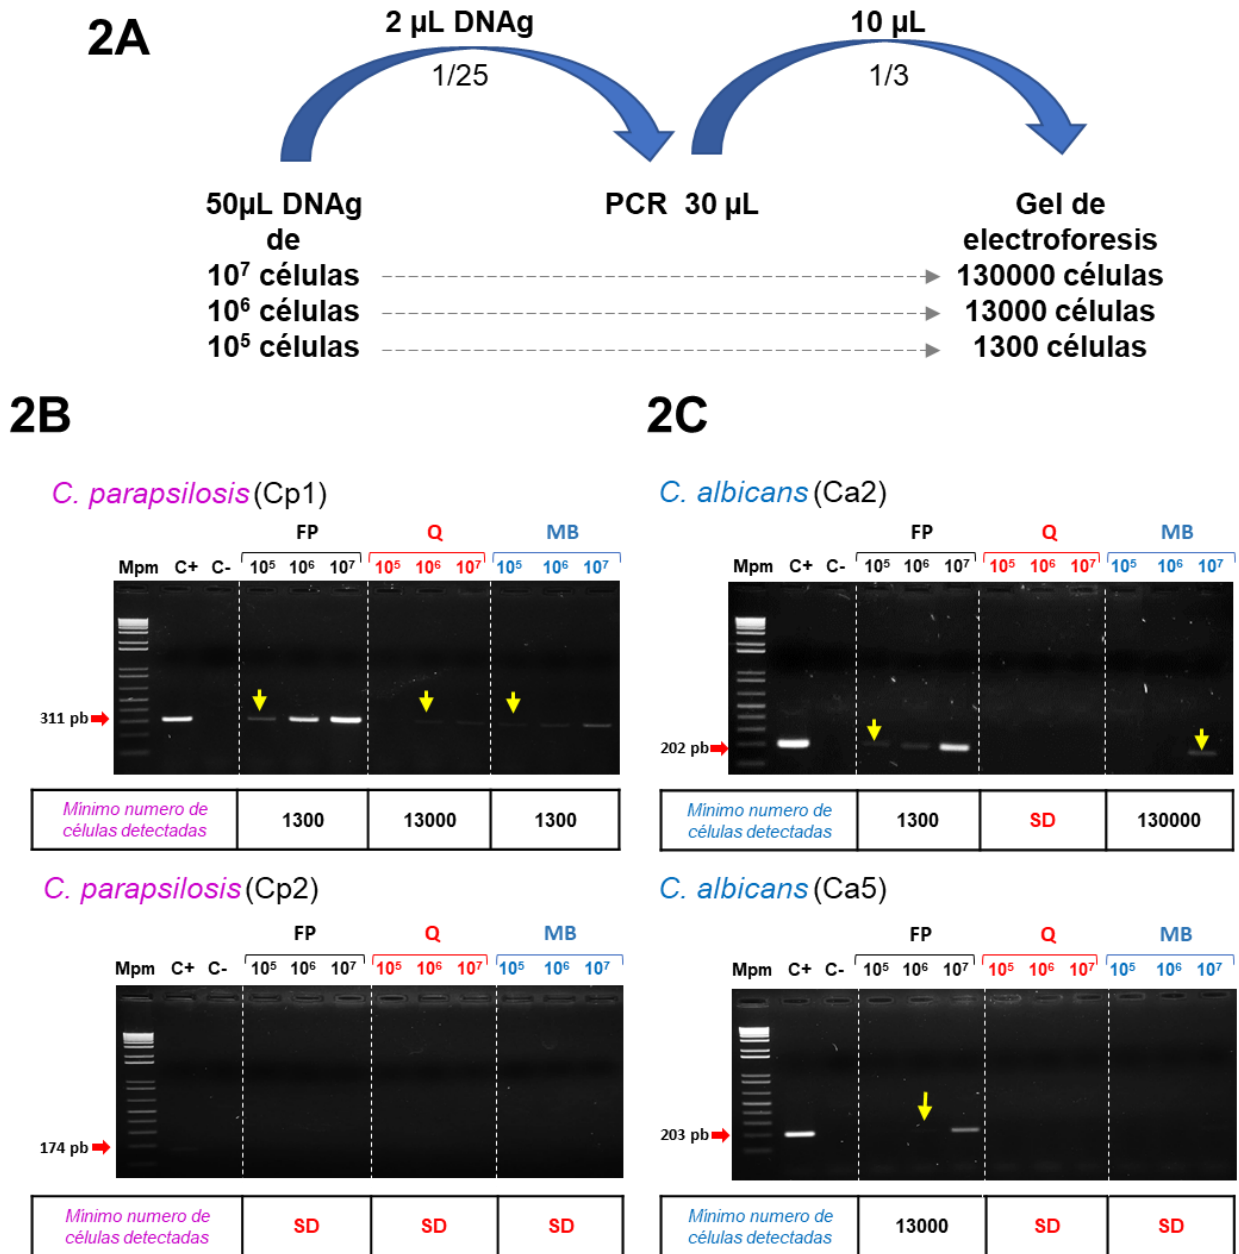 2A
2 µL DNAg
1/25
10 µL
1/3
50µL DNAg
de
10⁷ células
10⁶ células
10⁵ células
PCR 30 µL
Gel de
electroforesis
130000 células
13000 células
1300 células
2B
C. parapsilosis (Cp1)
FP Q MB
Mpm C+ C- 10⁵ 10⁶ 10⁷ 10⁵ 10⁶ 10⁷ 10⁵ 10⁶ 10⁷
311 pb
Minimo numero de
células detectadas
1300 13000 1300
C. parapsilosis (Cp2)
FP Q MB
Mpm C+ C- 10⁵ 10⁶ 10⁷ 10⁵ 10⁶ 10⁷ 10⁵ 10⁶ 10⁷
174 pb
Minimo numero de
células detectadas
SD SD SD
2C
C. albicans (Ca2)
FP Q MB
Mpm C+ C- 10⁵ 10⁶ 10⁷ 10⁵ 10⁶ 10⁷ 10⁵ 10⁶ 10⁷
202 pb
Minimo numero de
células detectadas
1300 SD 130000
C. albicans (Ca5)
FP Q MB
Mpm C+ C- 10⁵ 10⁶ 10⁷ 10⁵ 10⁶ 10⁷ 10⁵ 10⁶ 10⁷
203 pb
Minimo numero de
células detectadas
13000 SD SD